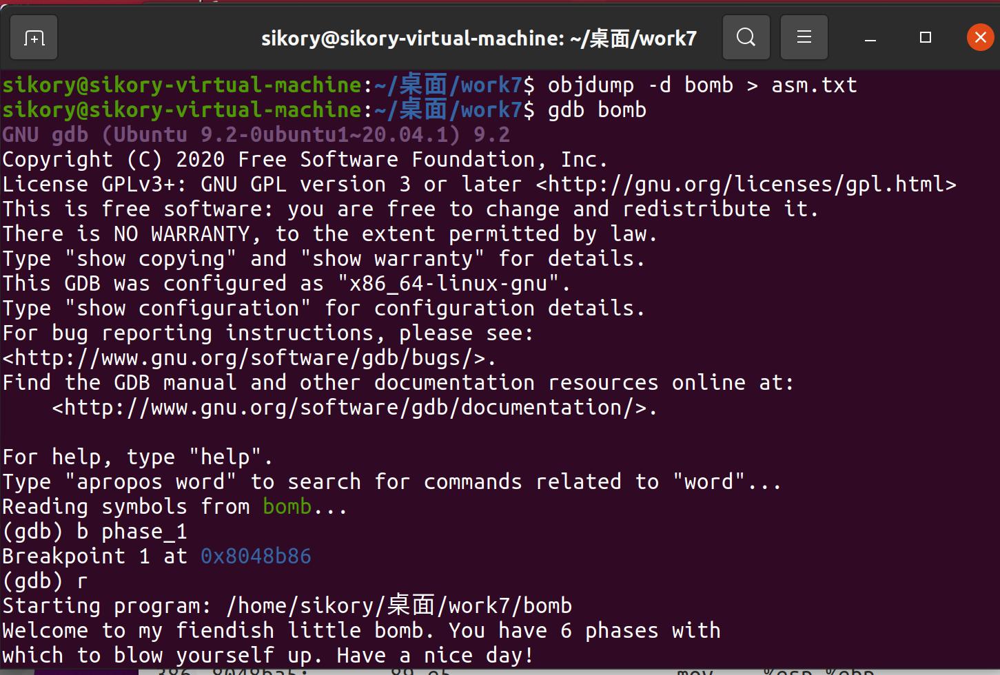 sikory@sikory-virtual-machine: ~/桌面/work7
sikory@sikory-virtual-machine:~/桌面/work7$ objdump -d bomb > asm.txt
sikory@sikory-virtual-machine:~/桌面/work7$ gdb bomb
GNU gdb (Ubuntu 9.2-0ubuntu1~20.04.1) 9.2
Copyright (C) 2020 Free Software Foundation, Inc.
License GPLv3+: GNU GPL version 3 or later <http://gnu.org/licenses/gpl.html>
This is free software: you are free to change and redistribute it.
There is NO WARRANTY, to the extent permitted by law.
Type "show copying" and "show warranty" for details.
This GDB was configured as "x86_64-linux-gnu".
Type "show configuration" for configuration details.
For bug reporting instructions, please see:
<http://www.gnu.org/software/gdb/bugs/>.
Find the GDB manual and other documentation resources online at:
    <http://www.gnu.org/software/gdb/documentation/>.

For help, type "help".
Type "apropos word" to search for commands related to "word"...
Reading symbols from bomb...
(gdb) b phase_1
Breakpoint 1 at 0x8048b86
(gdb) r
Starting program: /home/sikory/桌面/work7/bomb
Welcome to my fiendish little bomb. You have 6 phases with
which to blow yourself up. Have a nice day!